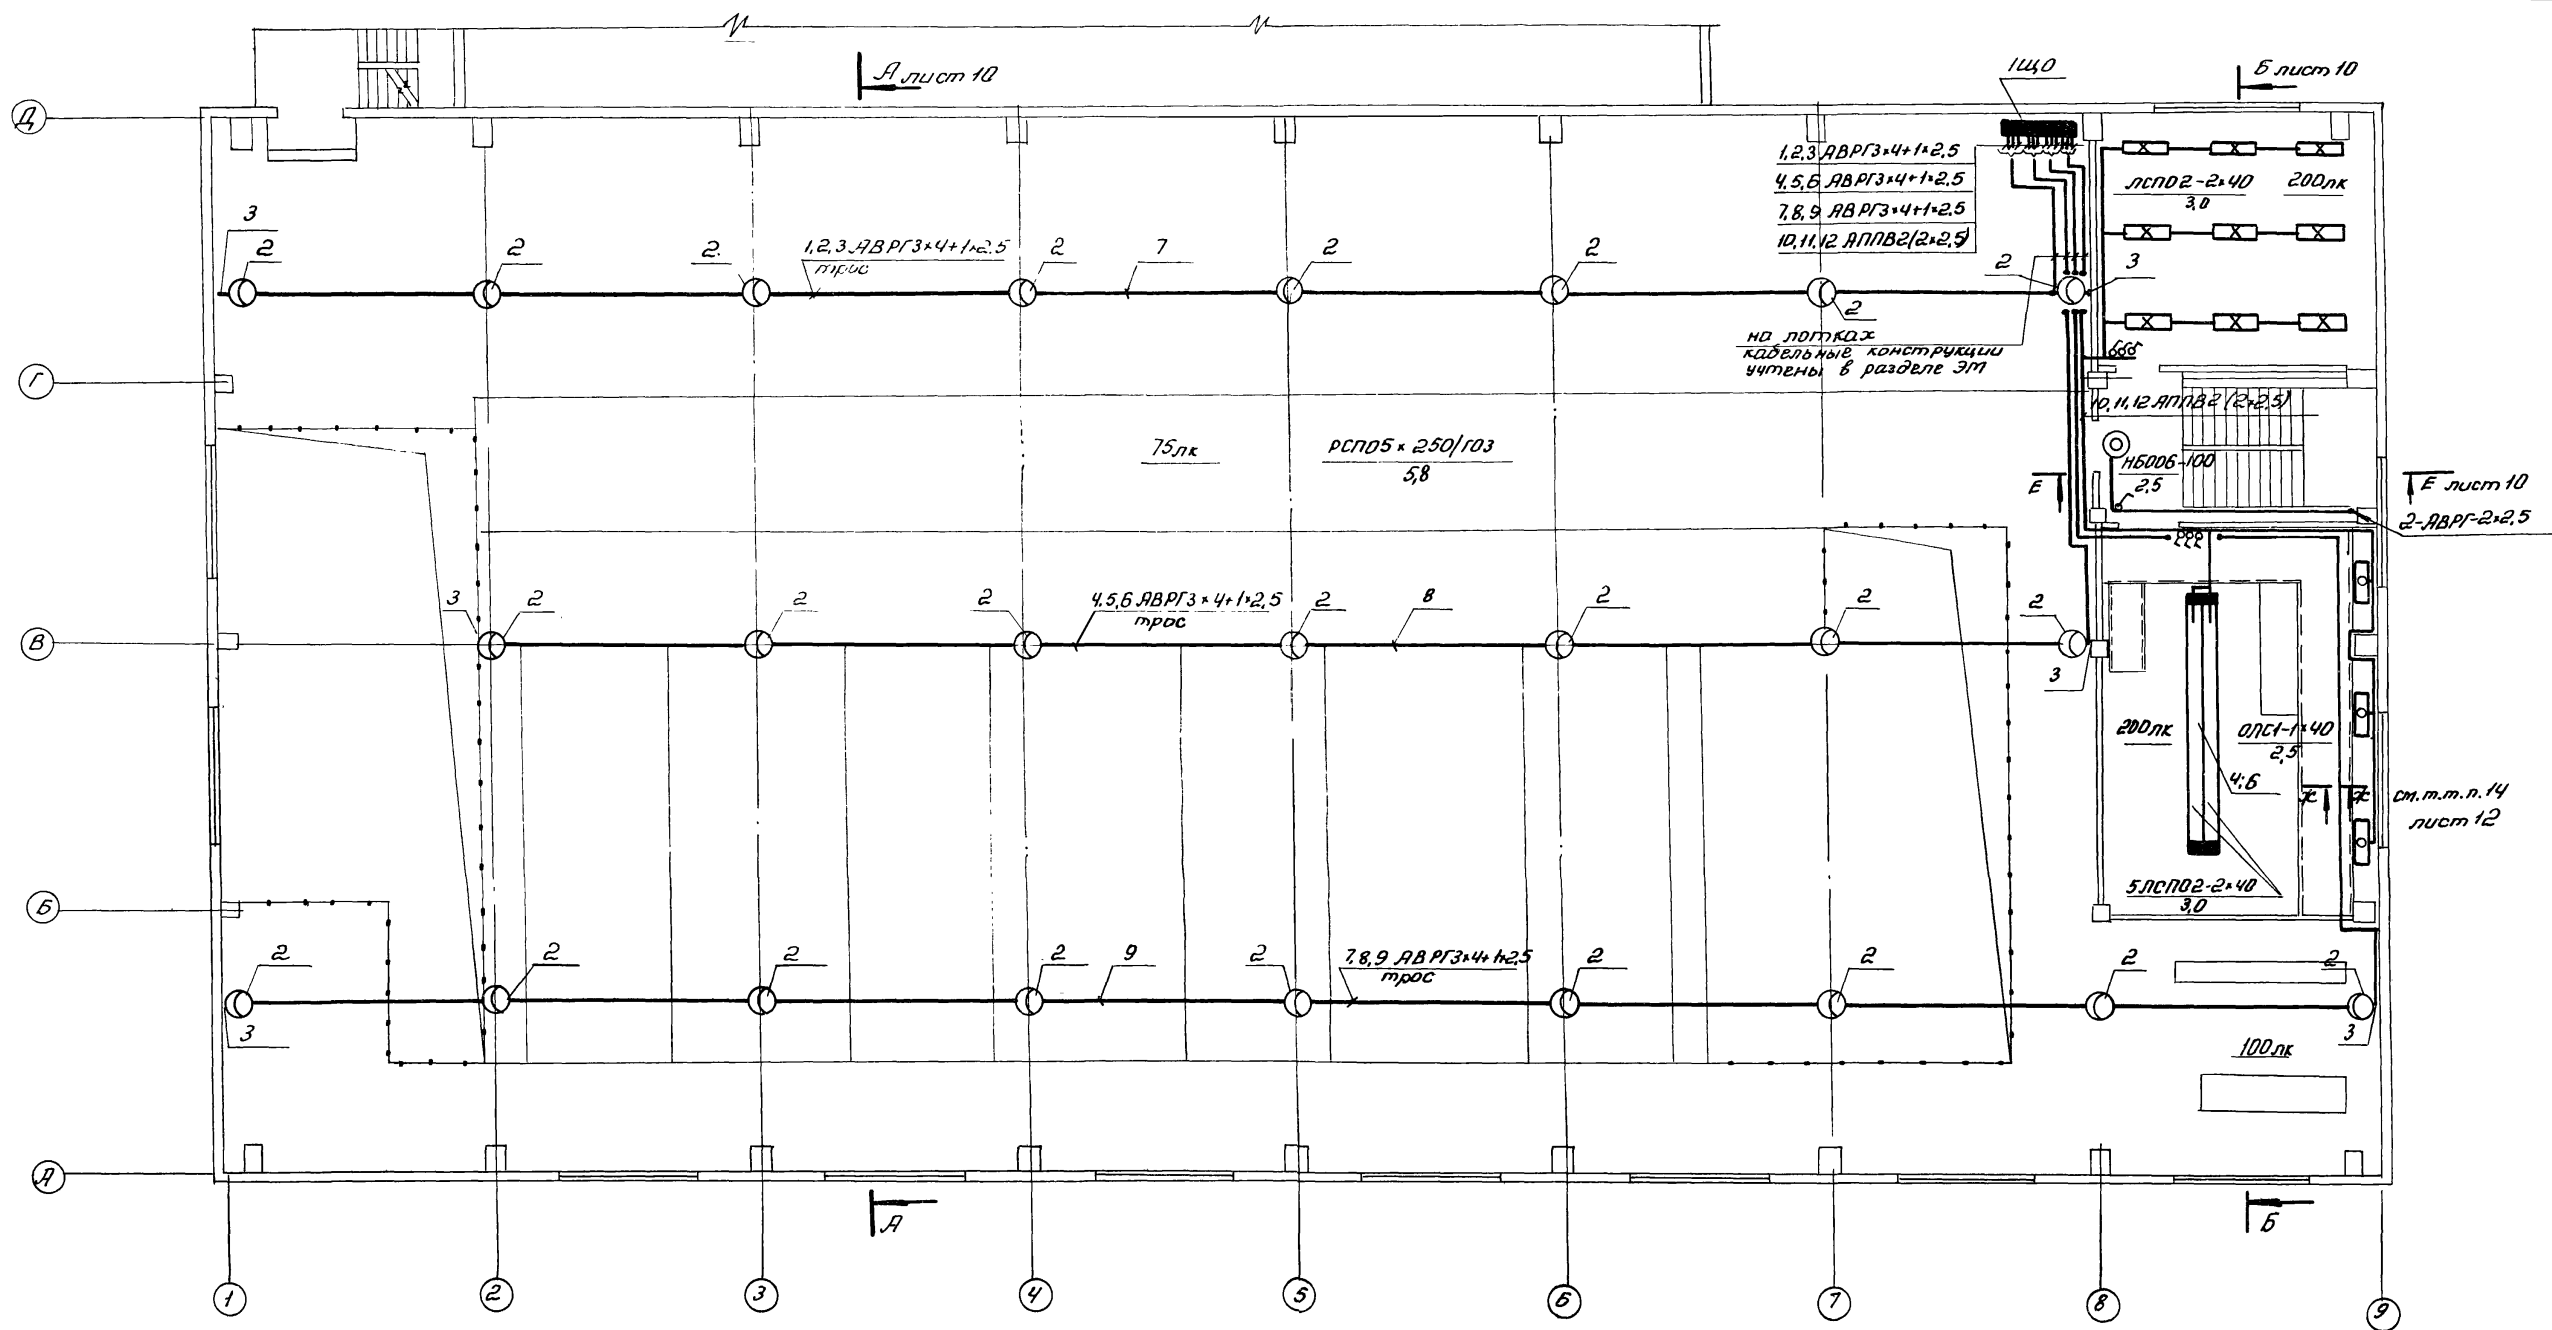 А лист 10
1ЩО
Б лист 10
Д
1,2,3 АВРГ3×4+1×2,5
4,5,6 АВРГ3×4+1×2,5
7,8,9 АВРГ3×4+1×2,5
10,11,12 АППВ2(2×2,5)
ЛСП02-2×40
3,0
200лк
3
2
2
2
1,2,3 АВРГ3×4+1×2,5
трос
2
7
2
2
2
2
3
на лотках
кабельные конструкции
учтены в разделе ЭМ
Г
10,11,12 АППВ2 (2×2,5)
75лк
РСП05×250/Г03
5,8
НБ006-100
2,5
Е
Е лист 10
2-АВРГ-2×2,5
В
3
2
2
2
4,5,6 АВРГ3×4+1×2,5
трос
2
8
2
2
2
3
200лк
ОЛС1-1×40
2,5
4;6
Ж
Ж
см.т.т.п.14
лист 12
5ЛСП02-2×40
3,0
Б
2
3
2
2
2
9
2
7,8,9 АВРГ3×4+1×2,5
трос
2
2
2
2
3
100лк
А
А
Б
1
2
3
4
5
6
7
8
9